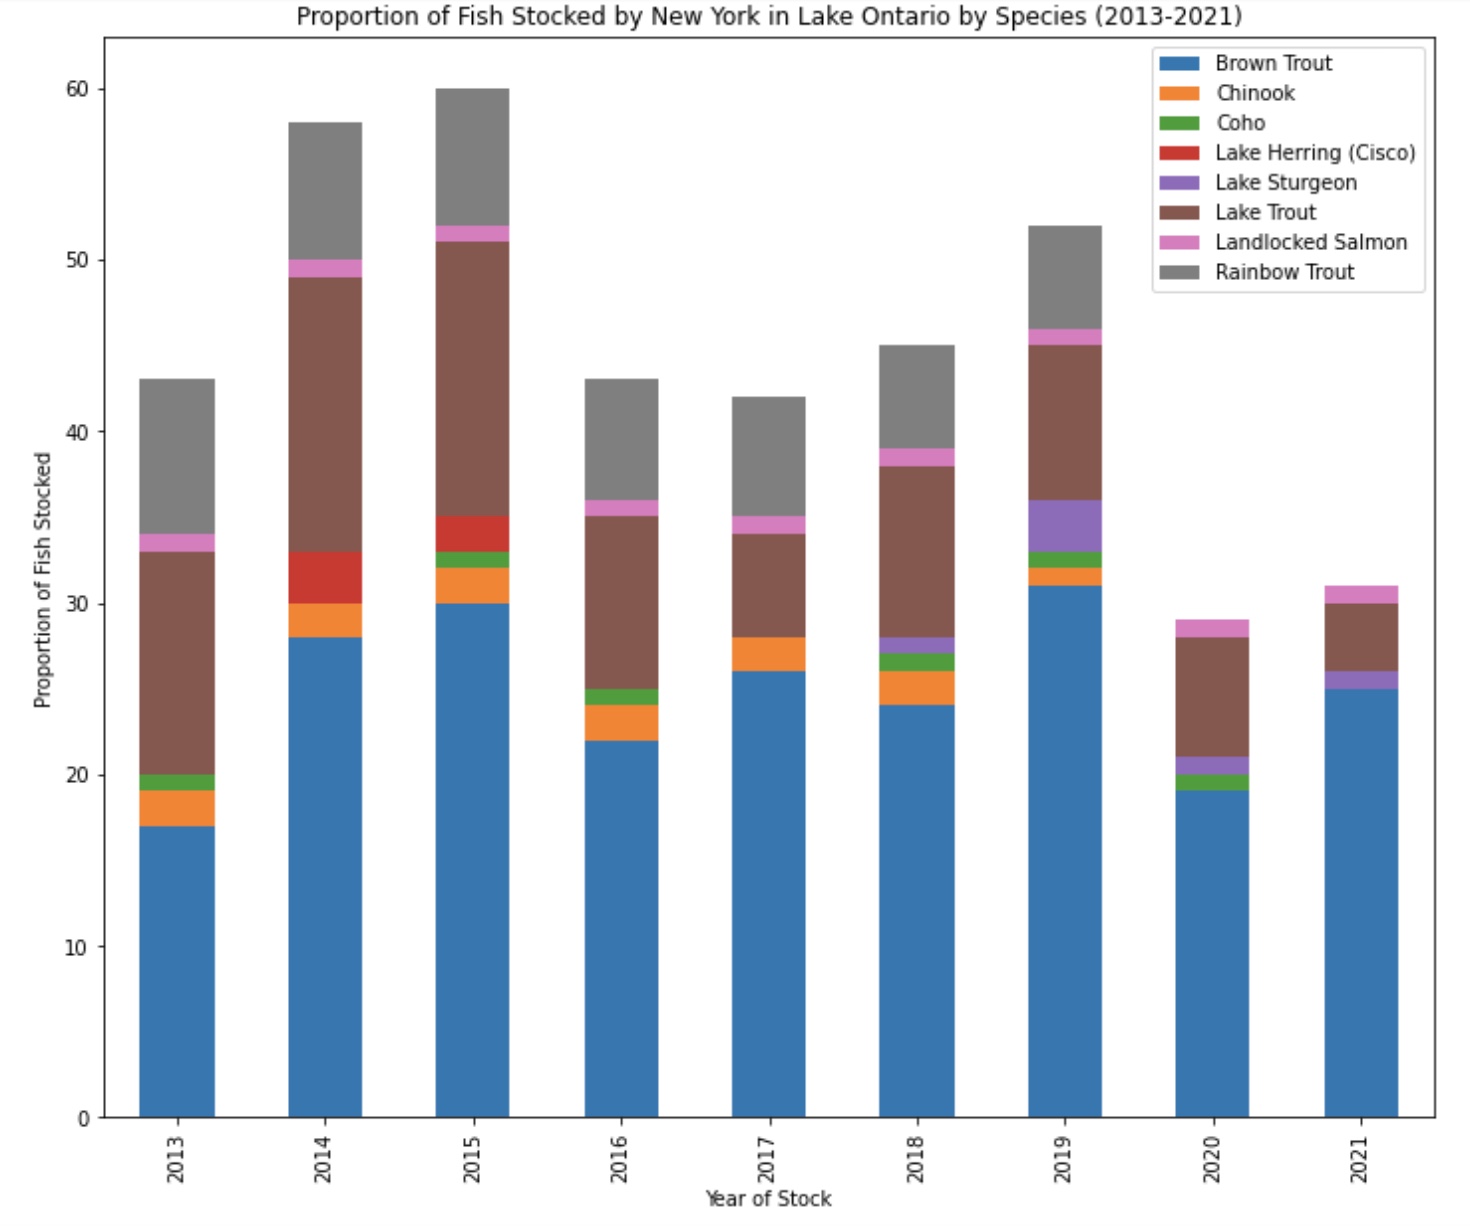 Proportion of Fish Stocked by New York in Lake Ontario by Species (2013-2021)
Brown Trout
Chinook
Coho
Lake Herring (Cisco)
Lake Sturgeon
Lake Trout
Landlocked Salmon
Rainbow Trout
Proportion of Fish Stocked
60
50
40
30
20
10
0
2013
2014
2015
2016
2017
2018
2019
2020
2021
Year of Stock